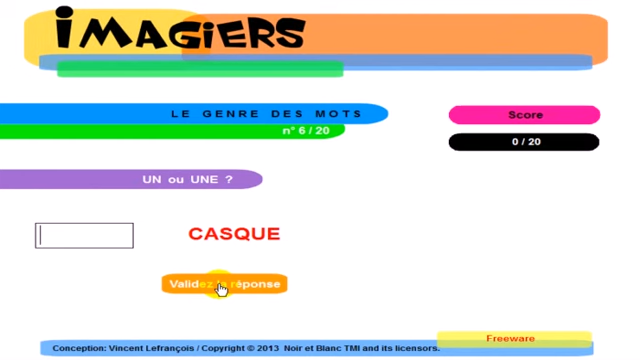 IMAGIERS
LE GENRE DES MOTS
n° 6 / 20
Score
0 / 20
UN ou UNE ?
CASQUE
Validez la réponse
Freeware
Conception: Vincent Lefrançois / Copyright © 2013 Noir et Blanc TMI and its licensors.